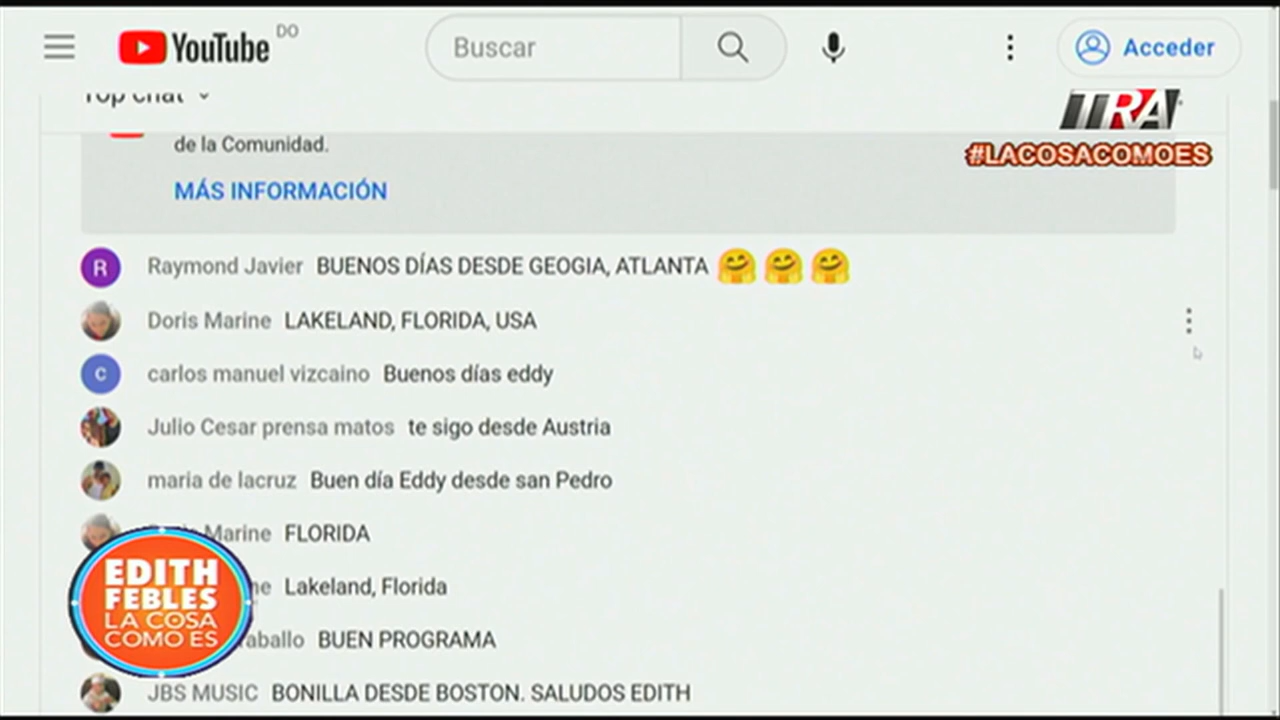 YouTube DO
Buscar
Acceder
Top chat
TRA
#LACOSACOMOES
de la Comunidad.
MÁS INFORMACIÓN
R Raymond Javier BUENOS DÍAS DESDE GEOGIA, ATLANTA 🤗 🤗 🤗
Doris Marine LAKELAND, FLORIDA, USA
c carlos manuel vizcaino Buenos días eddy
Julio Cesar prensa matos te sigo desde Austria
maria de lacruz Buen día Eddy desde san Pedro
Marine FLORIDA
Lakeland, Florida
BUEN PROGRAMA
JBS MUSIC BONILLA DESDE BOSTON. SALUDOS EDITH
EDITH
FEBLES
LA COSA
COMO ES